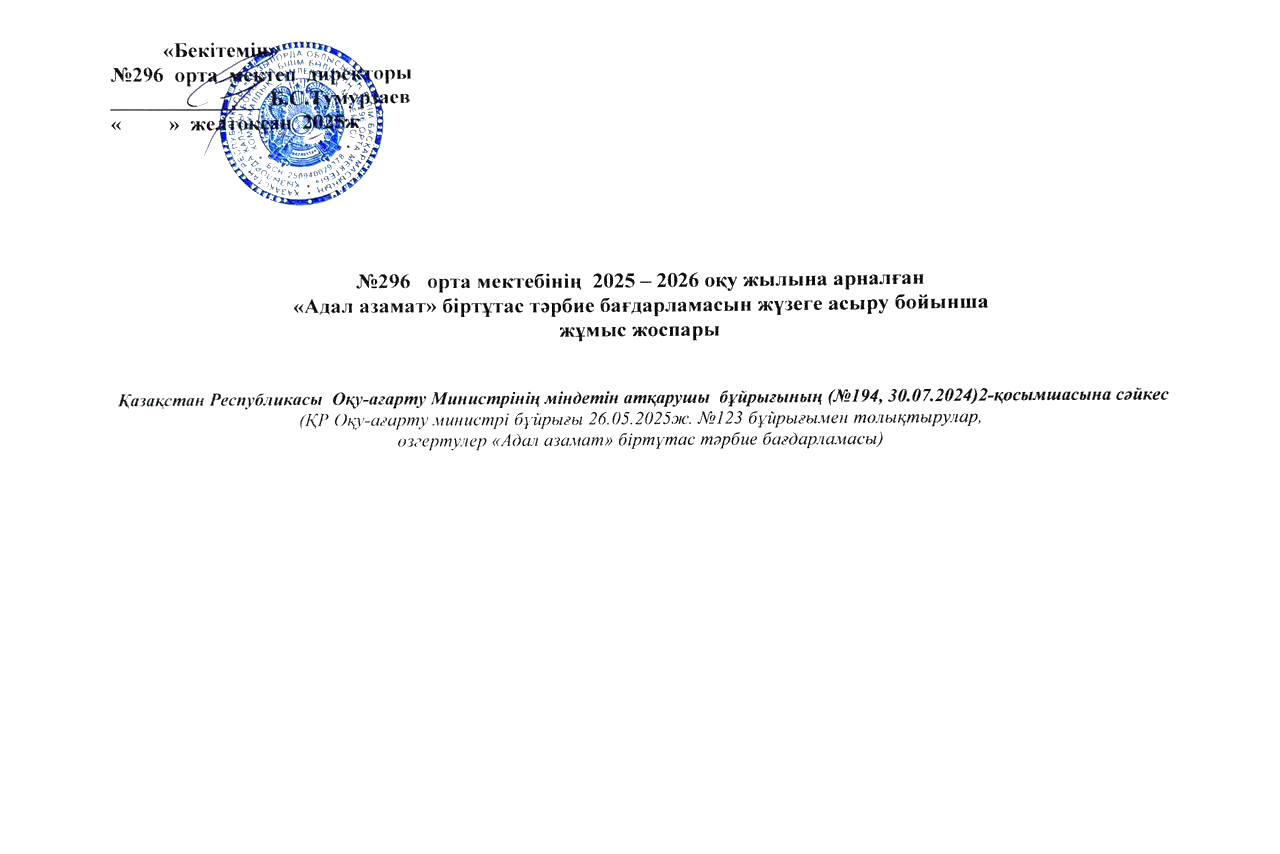 «Бекітемін»
№296 орта мектеп директоры
Б.С.Тумурзаев
« » желтоқсан 2025ж
№296 орта мектебінің 2025 – 2026 оқу жылына арналған
«Адал азамат» біртұтас тәрбие бағдарламасын жүзеге асыру бойынша
жұмыс жоспары
Қазақстан Республикасы Оқу-ағарту Министрінің міндетін атқарушы бұйрығының (№194, 30.07.2024)2-қосымшасына сәйкес
(ҚР Оқу-ағарту министрі бұйрығы 26.05.2025ж. №123 бұйрығымен толықтырулар,
өзгертулер «Адал азамат» біртұтас тәрбие бағдарламасы)